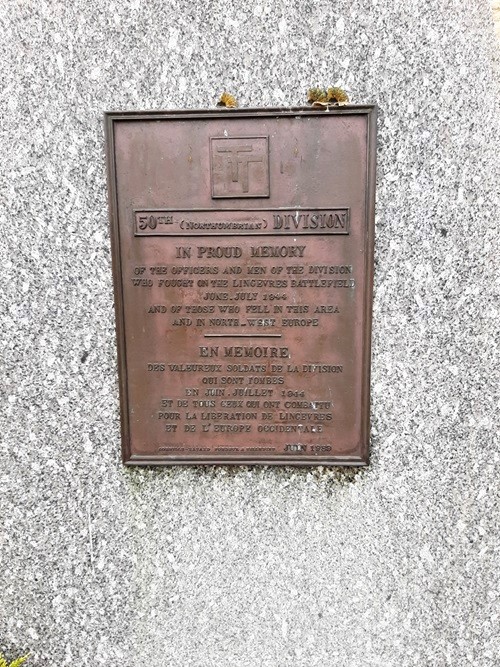 50TH (NORTHUMBRIAN) DIVISION
IN PROUD MEMORY
OF THE OFFICERS AND MEN OF THE DIVISION
WHO FOUGHT ON THE LINGEVRES BATTLEFIELD
JUNE. JULY 1944
AND OF THOSE WHO FELL IN THIS AREA
AND IN NORTH-WEST EUROPE
EN MEMOIRE
DES VALHUREUX SOLDATS DE LA DIVISION
QUI SONT TOMBES
EN JUIN. JUILLET 1944
ET DE TOUS CEUX QUI ONT COMBATTU
POUR LA LIBERATION DE LINGEVRES
ET DE L'EUROPE OCCIDENTALE
JUIN 1989